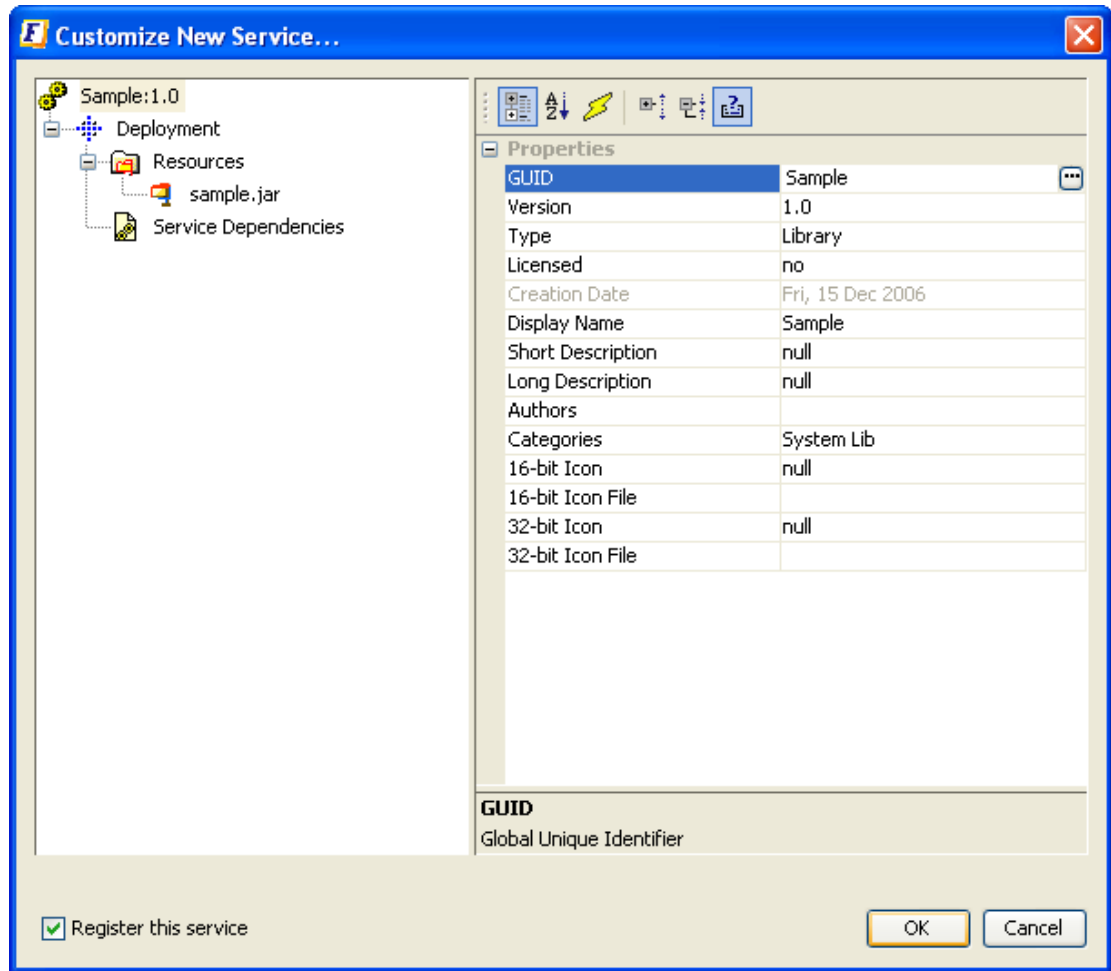 Customize New Service...
Sample:1.0
Deployment
Resources
sample.jar
Service Dependencies
Properties
GUID Sample
Version 1.0
Type Library
Licensed no
Creation Date Fri, 15 Dec 2006
Display Name Sample
Short Description null
Long Description null
Authors
Categories System Lib
16-bit Icon null
16-bit Icon File
32-bit Icon null
32-bit Icon File
GUID
Global Unique Identifier
Register this service OK Cancel